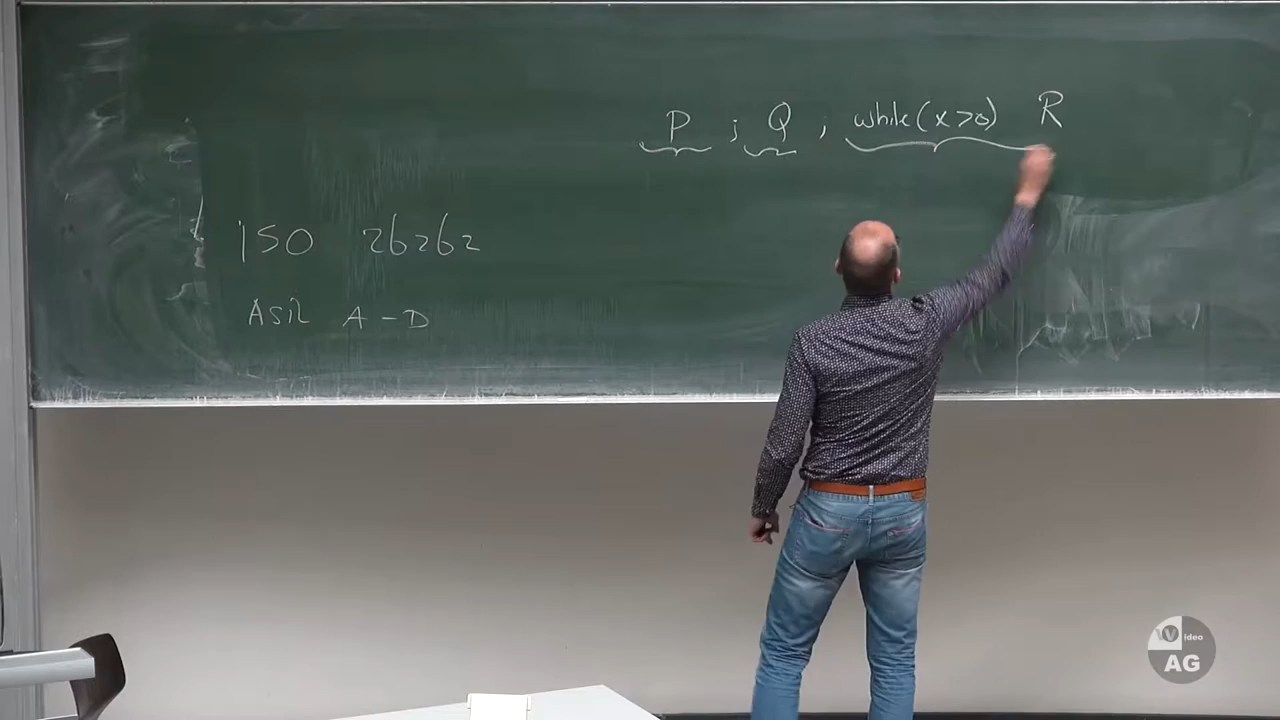 P ; Q ; while(x>0) R
ISO 26262
ASIL A-D
Video
AG